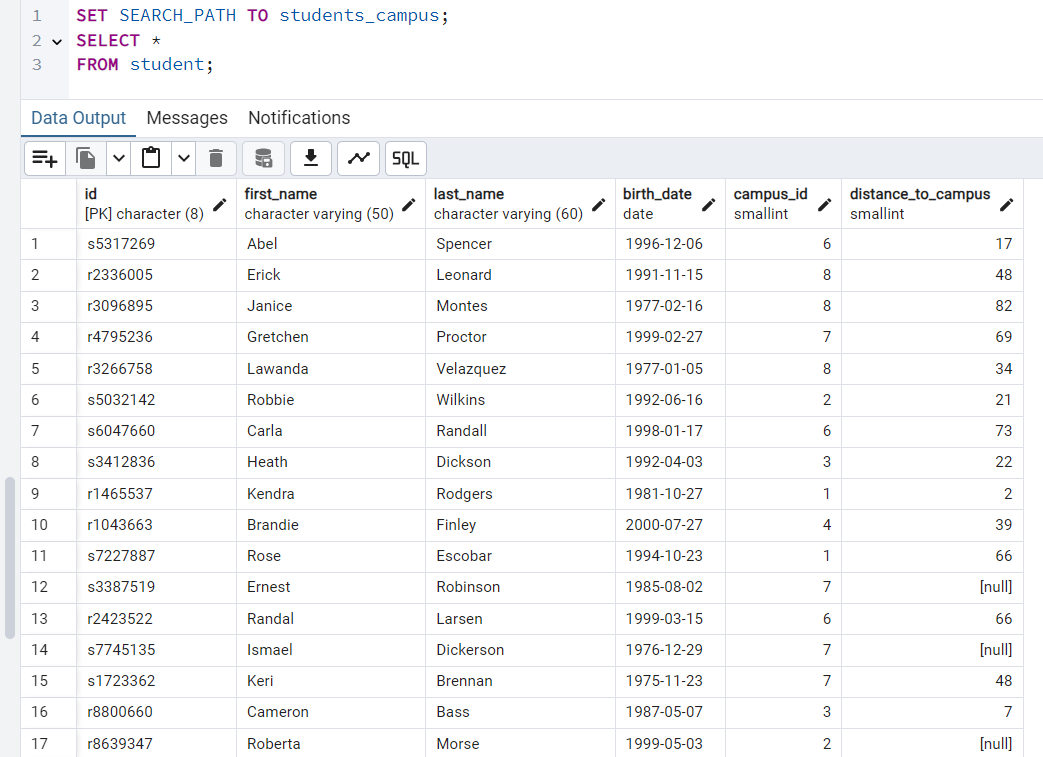 1 SET SEARCH_PATH TO students_campus;
2 SELECT *
3 FROM student;
Data Output Messages Notifications
SQL
id first_name last_name birth_date campus_id distance_to_campus
[PK] character (8) character varying (50) character varying (60) date smallint smallint
1 s5317269 Abel Spencer 1996-12-06 6 17
2 r2336005 Erick Leonard 1991-11-15 8 48
3 r3096895 Janice Montes 1977-02-16 8 82
4 r4795236 Gretchen Proctor 1999-02-27 7 69
5 r3266758 Lawanda Velazquez 1977-01-05 8 34
6 s5032142 Robbie Wilkins 1992-06-16 2 21
7 s6047660 Carla Randall 1998-01-17 6 73
8 s3412836 Heath Dickson 1992-04-03 3 22
9 r1465537 Kendra Rodgers 1981-10-27 1 2
10 r1043663 Brandie Finley 2000-07-27 4 39
11 s7227887 Rose Escobar 1994-10-23 1 66
12 s3387519 Ernest Robinson 1985-08-02 7 [null]
13 r2423522 Randal Larsen 1999-03-15 6 66
14 s7745135 Ismael Dickerson 1976-12-29 7 [null]
15 s1723362 Keri Brennan 1975-11-23 7 48
16 r8800660 Cameron Bass 1987-05-07 3 7
17 r8639347 Roberta Morse 1999-05-03 2 [null]